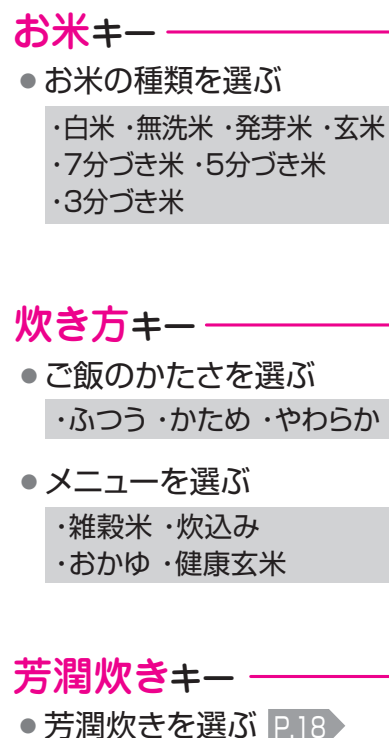 お米キー
●お米の種類を選ぶ
・白米 ・無洗米 ・発芽米 ・玄米
・7分づき米 ・5分づき米
・3分づき米
炊き方キー
●ご飯のかたさを選ぶ
・ふつう ・かため ・やわらか
●メニューを選ぶ
・雑穀米 ・炊込み
・おかゆ ・健康玄米
芳潤炊きキー
●芳潤炊きを選ぶ P.18